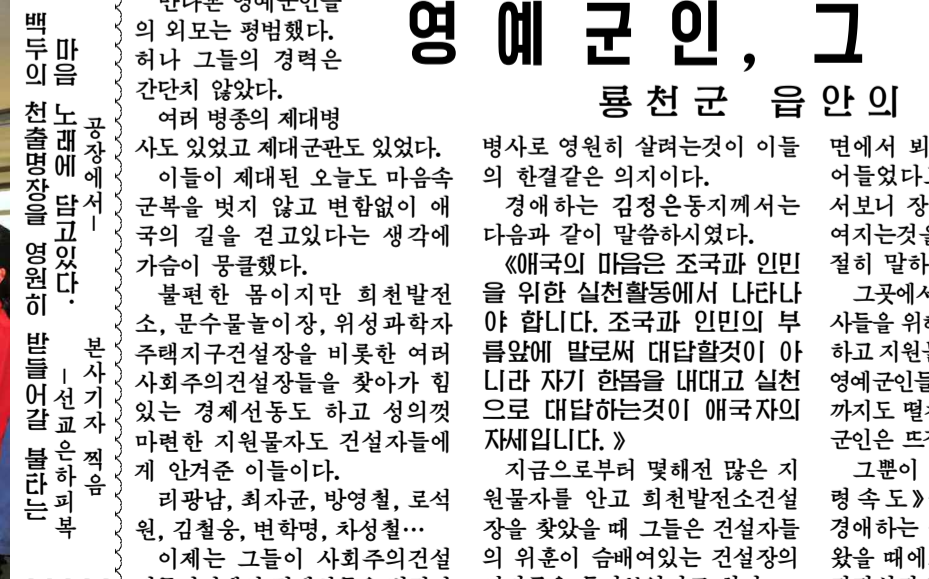 백두의 천출명장을 영원히 받들어갈 불타는
마음 노래에 담고있다.
공장에서—
본사기자 찍음
—선교은하피복
영예군인, 그
룡천군 읍안의
만나본 영예군인들
의 외모는 평범했다.
허나 그들의 경력은
간단치 않았다.
여러 병종의 제대병
사도 있었고 제대군관도 있었다.
이들이 제대된 오늘도 마음속
군복을 벗지 않고 변함없이 애
국의 길을 걷고있다는 생각에
가슴이 뭉클했다.
불편한 몸이지만 희천발전
소, 문수물놀이장, 위성과학자
주택지구건설장을 비롯한 여러
사회주의건설장들을 찾아가 힘
있는 경제선동도 하고 성의껏
마련한 지원물자도 건설자들에
게 안겨준 이들이다.
리광남, 최자균, 방영철, 로석
원, 김철웅, 변학명, 차성철…
이제는 그들이 사회주의건설
병사로 영원히 살려는것이 이들
의 한결같은 의지이다.
경애하는 김정은동지께서는
다음과 같이 말씀하시였다.
《애국의 마음은 조국과 인민
을 위한 실천활동에서 나타나
야 합니다. 조국과 인민의 부
름앞에 말로써 대답할것이 아
니라 자기 한몸을 내대고 실천
으로 대답하는것이 애국자의
자세입니다.》
지금으로부터 몇해전 많은 지
원물자를 안고 희천발전소건설
장을 찾았을 때 그들은 건설자들
의 위훈이 슴배여있는 건설장의
면에서 뵈
어들었다
서보니 장
여지는것을
절히 말하
그곳에서
사들을 위해
하고 지원물
영예군인들
까지도 떨
군인은 뜨
그뿐이
령속도》
경애하는
왔을 때에